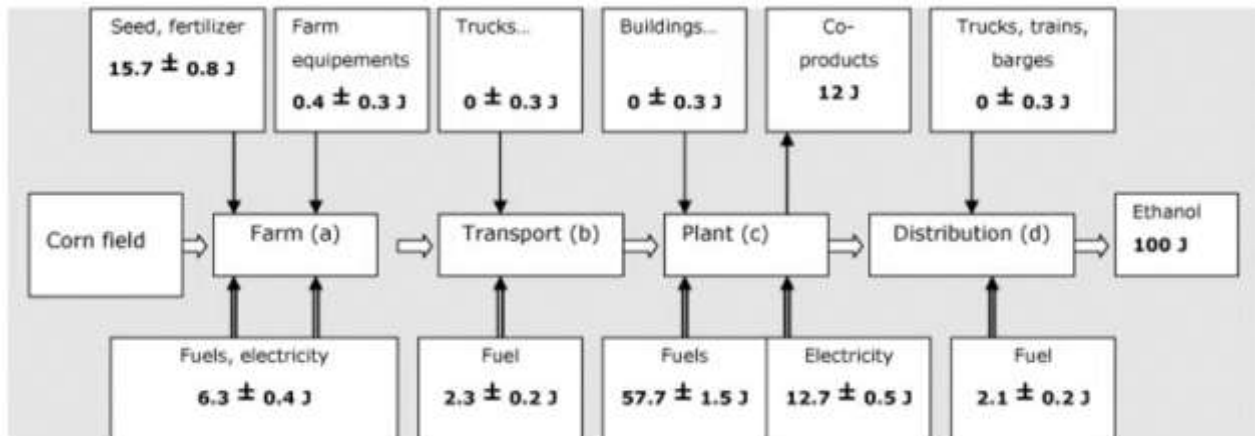 Seed, fertilizer
15.7 ± 0.8 J
Farm
equipements
0.4 ± 0.3 J
Trucks...
0 ± 0.3 J
Buildings...
0 ± 0.3 J
Co-
products
12 J
Trucks, trains,
barges
0 ± 0.3 J
Corn field
Farm (a)
Transport (b)
Plant (c)
Distribution (d)
Ethanol
100 J
Fuels, electricity
6.3 ± 0.4 J
Fuel
2.3 ± 0.2 J
Fuels
57.7 ± 1.5 J
Electricity
12.7 ± 0.5 J
Fuel
2.1 ± 0.2 J